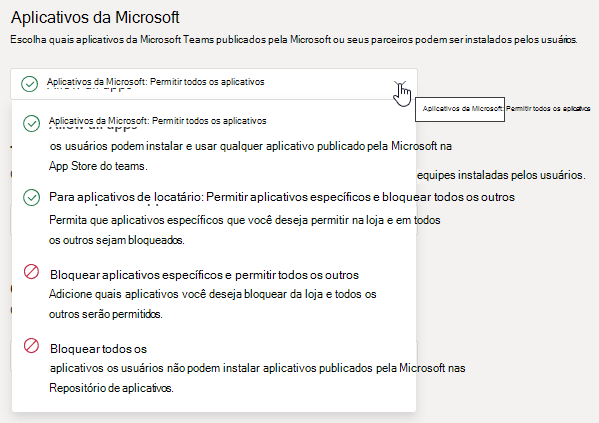 Aplicativos da Microsoft
Escolha quais aplicativos da Microsoft Teams publicados pela Microsoft ou seus parceiros podem ser instalados pelos usuários.
Aplicativos da Microsoft: Permitir todos os aplicativos
Aplicativos da Microsoft: Permitir todos os aplicativos
Aplicativos da Microsoft: Permitir todos os aplicativos
Allow all apps
os usuários podem instalar e usar qualquer aplicativo publicado pela Microsoft na
App Store do teams.
equipes instaladas pelos usuários.
Para aplicativos de locatário: Permitir aplicativos específicos e bloquear todos os outros
Permita que aplicativos específicos que você deseja permitir na loja e em todos
os outros sejam bloqueados.
Bloquear aplicativos específicos e permitir todos os outros
Adicione quais aplicativos você deseja bloquear da loja e todos os
outros serão permitidos.
Bloquear todos os
aplicativos os usuários não podem instalar aplicativos publicados pela Microsoft nas
Repositório de aplicativos.